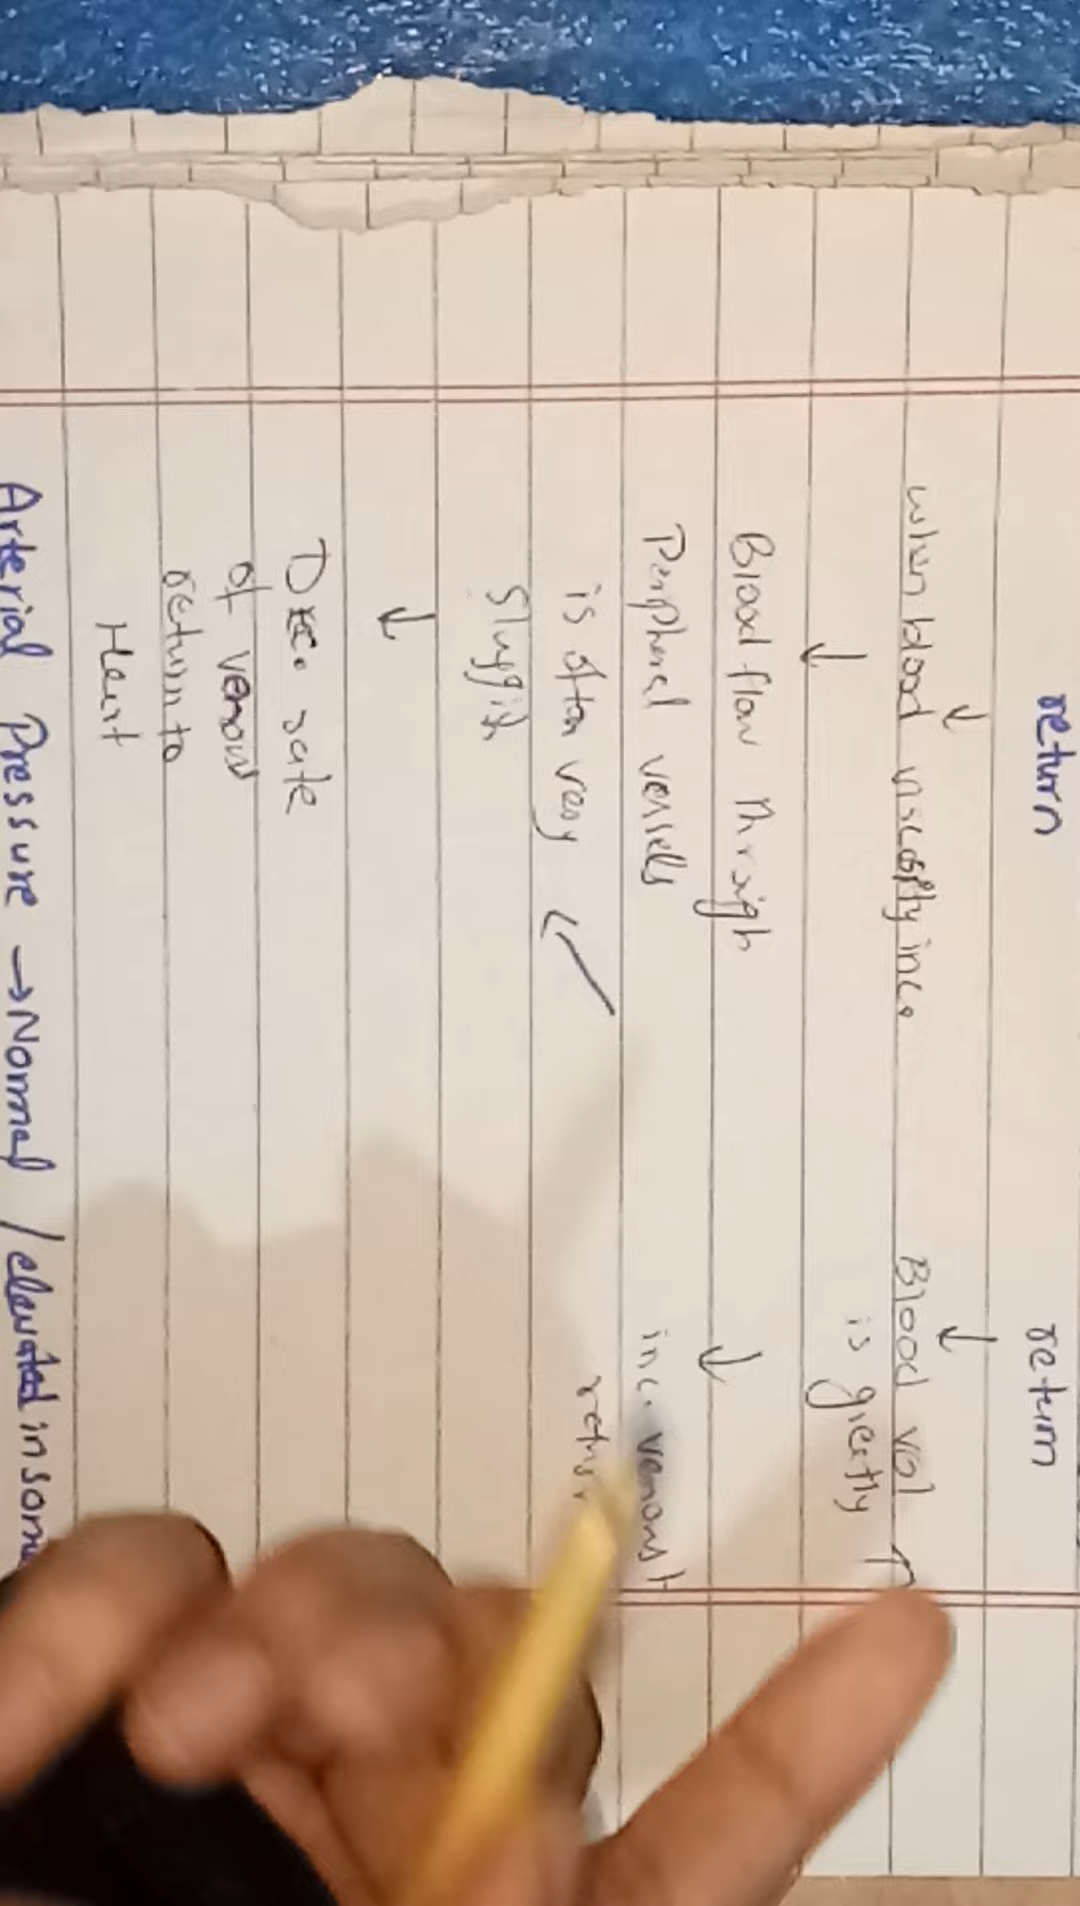 return return
↓ ↓
when blood viscosity inc. Blood vol ↑
↓ is greatly
Blood flow through ↓
Peripheral vessels inc. venous
is often very return
sluggish
↓
Dec. rate
of venous
return to
Heart
Arterial Pressure → Normal / elevated in some